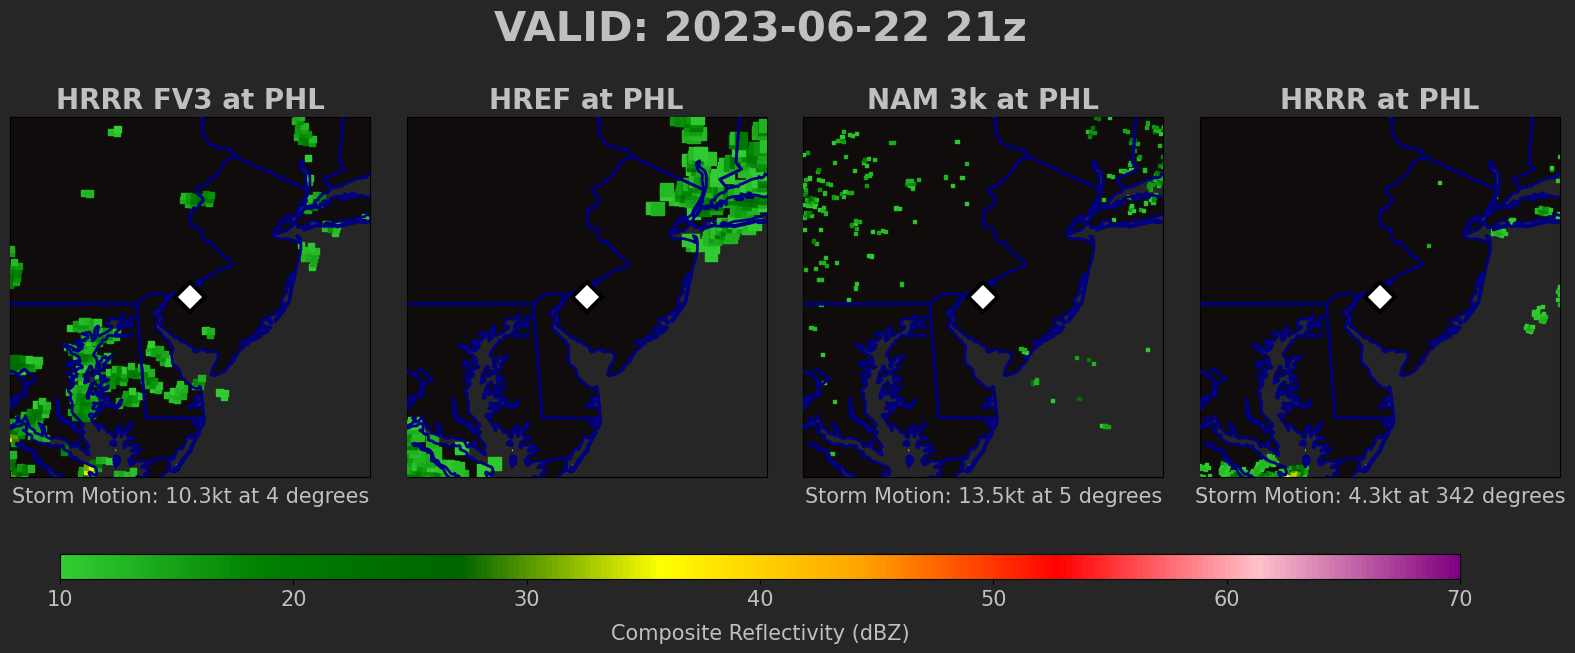 VALID: 2023-06-22 21z
HRRR FV3 at PHL
HREF at PHL
NAM 3k at PHL
HRRR at PHL
Storm Motion: 10.3kt at 4 degrees
Storm Motion: 13.5kt at 5 degrees
Storm Motion: 4.3kt at 342 degrees
10 20 30 40 50 60 70
Composite Reflectivity (dBZ)